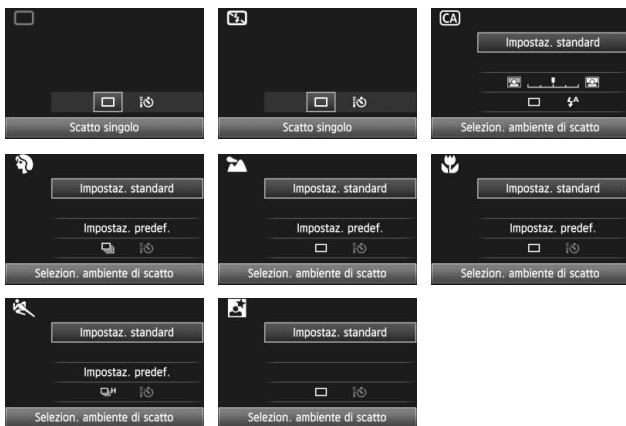 Scatto singolo
Scatto singolo
CA
Impostaz. standard
A
Selezion. ambiente di scatto
Impostaz. standard
Impostaz. predef.
Selezion. ambiente di scatto
Impostaz. standard
Impostaz. predef.
Selezion. ambiente di scatto
Impostaz. standard
Impostaz. predef.
Selezion. ambiente di scatto
Impostaz. standard
Impostaz. predef.
H
Selezion. ambiente di scatto
Impostaz. standard
Selezion. ambiente di scatto